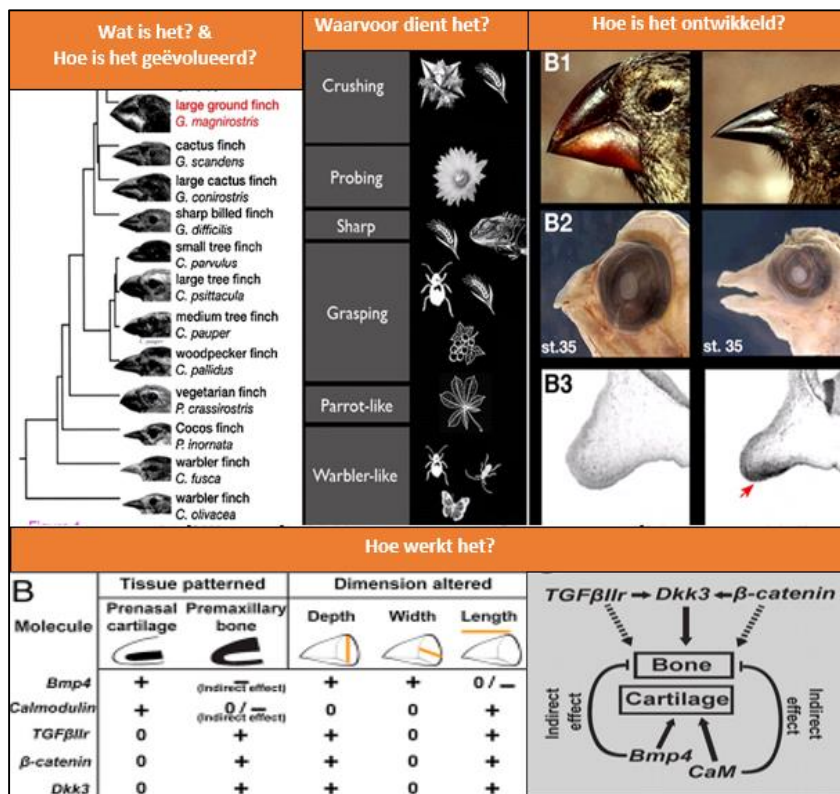 Wat is het? &
Hoe is het geëvolueerd?
large ground finch
G. magnirostris
cactus finch
G. scandens
large cactus finch
G. conirostris
sharp billed finch
G. difficilis
small tree finch
C. parvulus
large tree finch
C. psittacula
medium tree finch
C. pauper
woodpecker finch
C. pallidus
vegetarian finch
P. crassirostris
Cocos finch
P. inornata
warbler finch
C. fusca
warbler finch
C. olivacea
Waarvoor dient het?
Crushing
Probing
Sharp
Grasping
Parrot-like
Warbler-like
Hoe is het ontwikkeld?
B1
B2
st.35
st. 35
B3
Hoe werkt het?
B
Tissue patterned
Dimension altered
Molecule
Prenasal
cartilage
Premaxillary
bone
Depth
Width
Length
Bmp4 + – + + 0 / –
(Indirect effect)
Calmodulin + 0 / – 0 0 +
(Indirect effect)
TGFβIIr 0 + + 0 +
β-catenin 0 + + 0 +
Dkk3 0 + + 0 +
TGFβIIr Dkk3 β-catenin
Bone
Cartilage
Indirect
effect
Indirect
effect
Bmp4
CaM